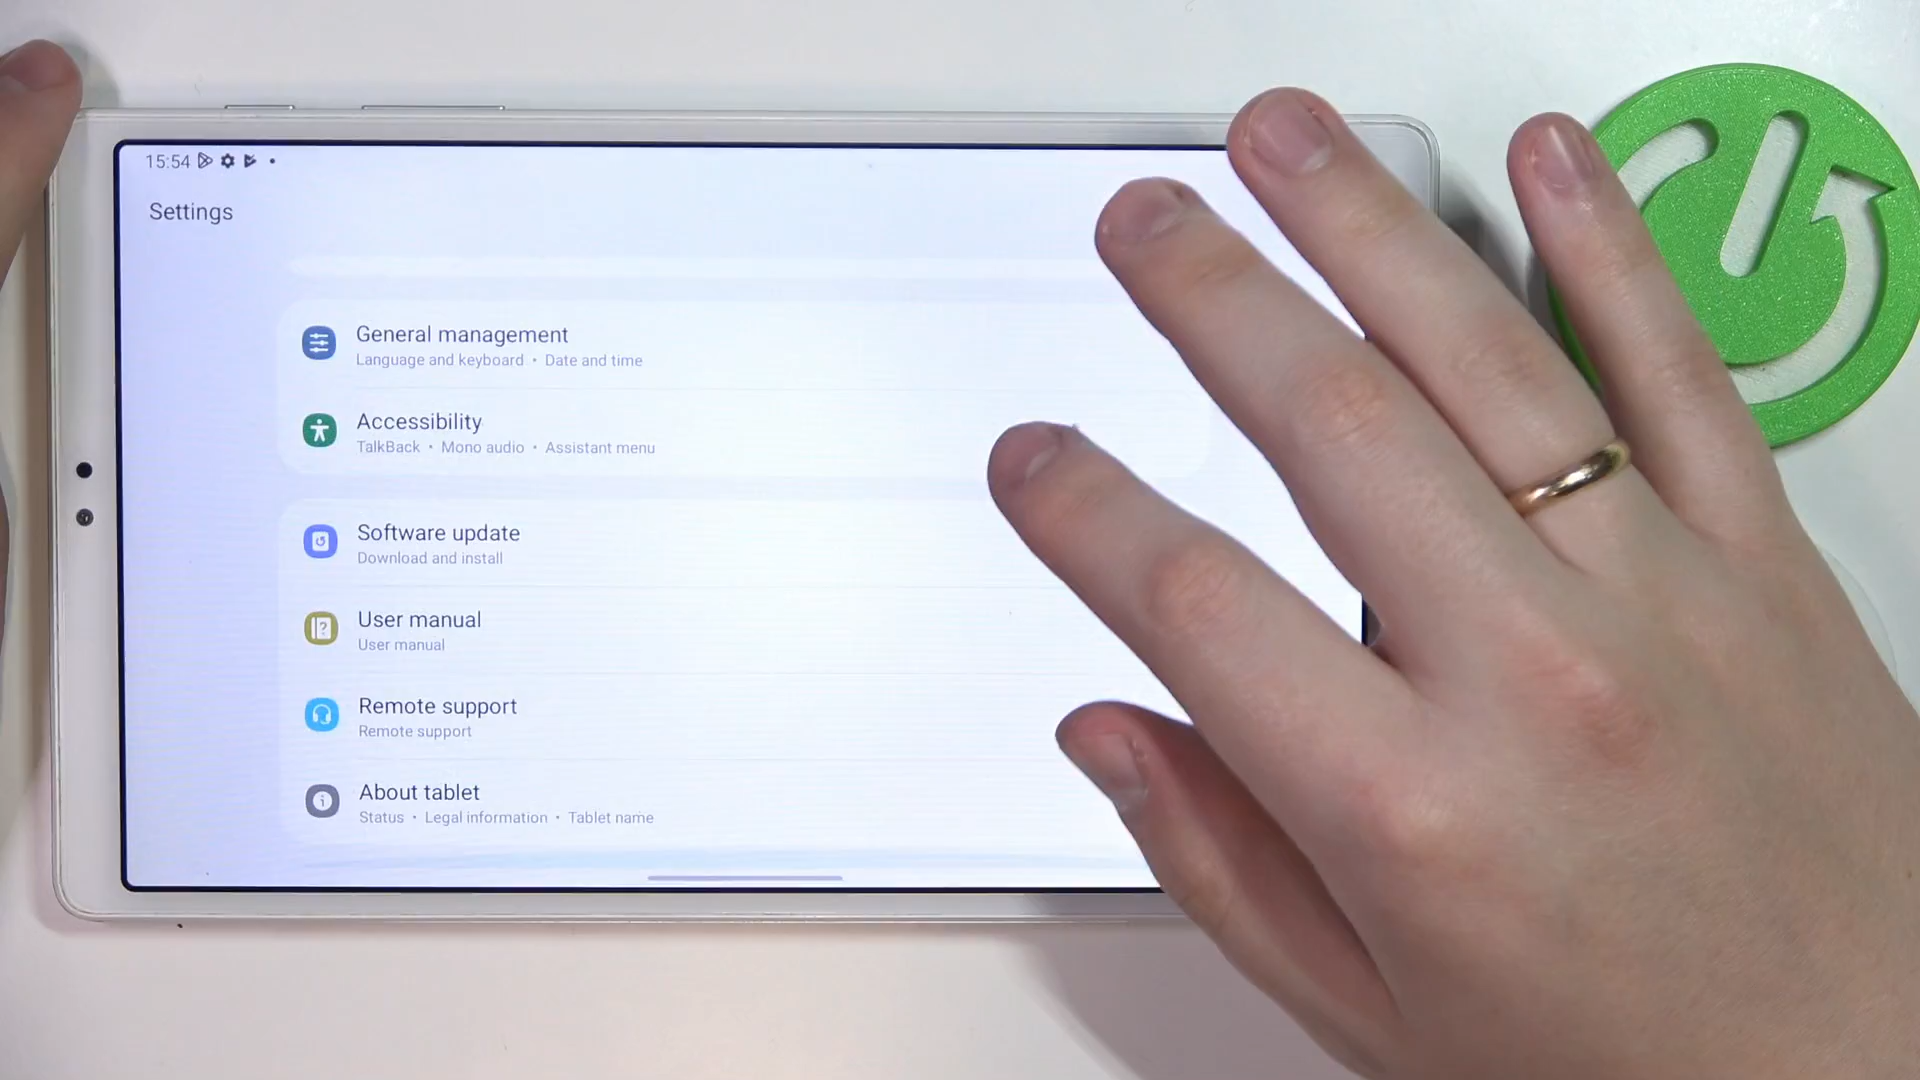 15:54
Settings
General management
Language and keyboard • Date and time
Accessibility
TalkBack • Mono audio • Assistant menu
Software update
Download and install
User manual
User manual
Remote support
Remote support
About tablet
Status • Legal information • Tablet name